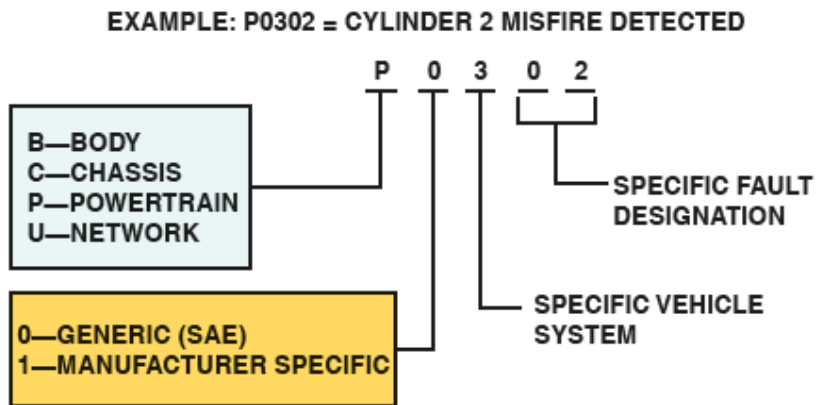 EXAMPLE: P0302 = CYLINDER 2 MISFIRE DETECTED
P 0 3 0 2
B—BODY
C—CHASSIS
P—POWERTRAIN
U—NETWORK
SPECIFIC FAULT
DESIGNATION
SPECIFIC VEHICLE
SYSTEM
0—GENERIC (SAE)
1—MANUFACTURER SPECIFIC